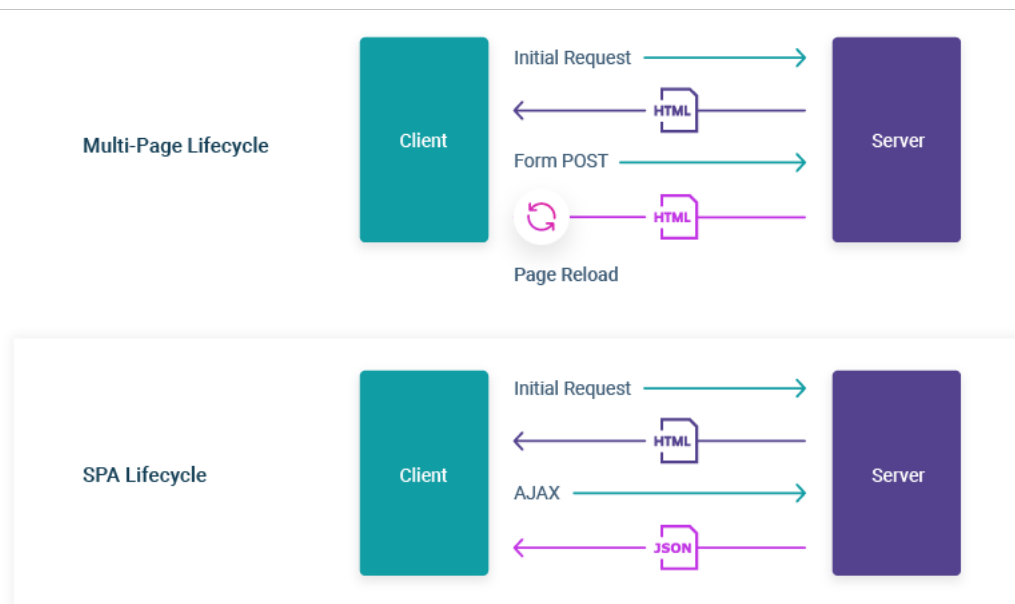 Initial Request
HTML
Multi-Page Lifecycle
Client
Server
Form POST
HTML
Page Reload
Initial Request
HTML
SPA Lifecycle
Client
Server
AJAX
JSON